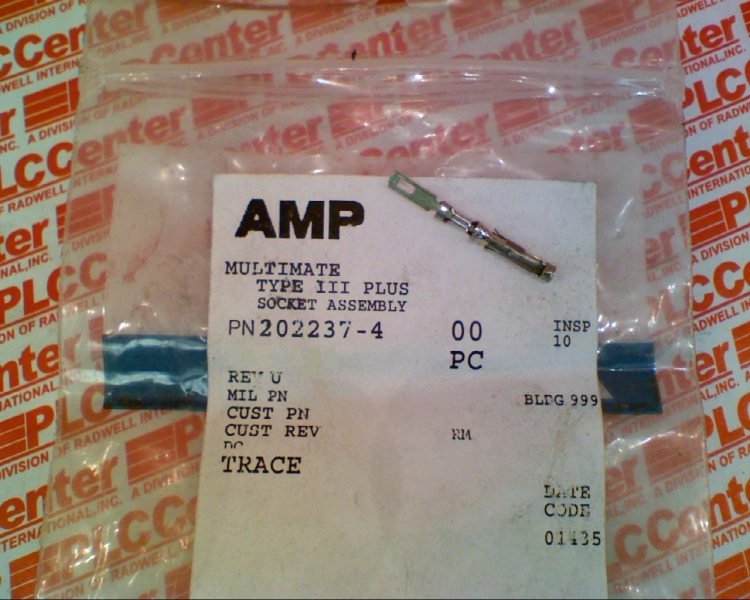 AMP
MULTIMATE
TYPE III PLUS
SOCKET ASSEMBLY
PN 202237-4 00 INSP
PC 10
REV U
MIL PN BLDG 999
CUST PN
CUST REV RM
DC
TRACE
DATE
CODE
01435
PLCCenter
A DIVISION OF RADWELL INTERNATIONAL, INC.